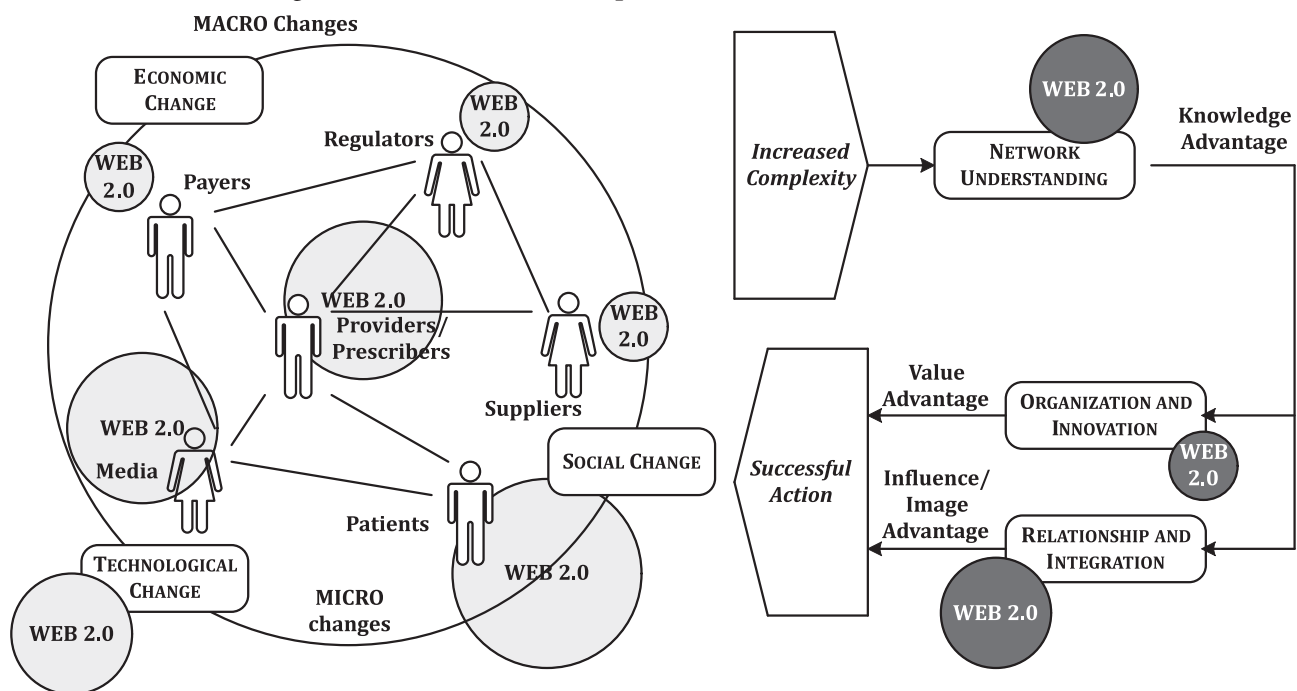 MACRO Changes
ECONOMIC
CHANGE
WEB
2.0
Regulators
WEB
2.0
Payers
WEB 2.0
Providers/
Prescribers
WEB
2.0
Suppliers
WEB 2.0
Media
SOCIAL CHANGE
Patients
WEB 2.0
TECHNOLOGICAL
CHANGE
WEB 2.0
MICRO
changes
Increased
Complexity
WEB 2.0
NETWORK
UNDERSTANDING
Knowledge
Advantage
Value
Advantage
ORGANIZATION AND
INNOVATION
WEB
2.0
Successful
Action
Influence/
Image
Advantage
RELATIONSHIP AND
INTEGRATION
WEB 2.0